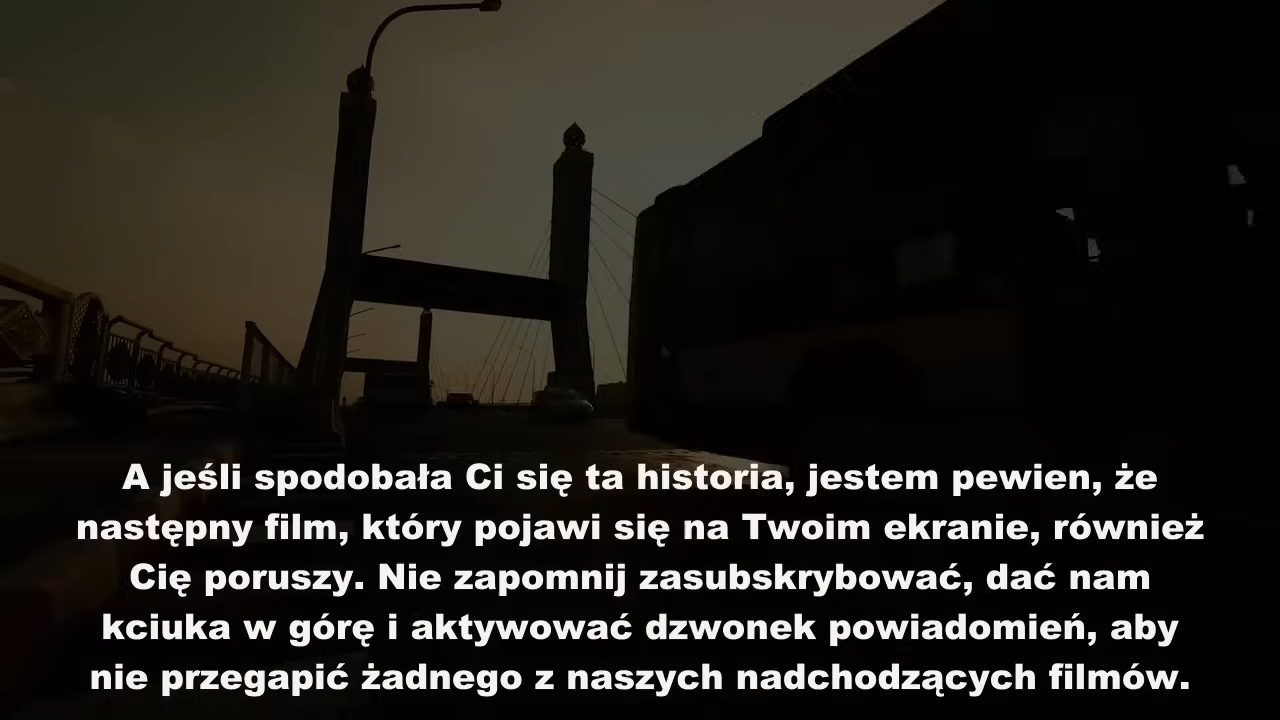 A jeśli spodobała Ci się ta historia, jestem pewien, że
następny film, który pojawi się na Twoim ekranie, również
Cię poruszy. Nie zapomnij zasubskrybować, dać nam
kciuka w górę i aktywować dzwonek powiadomień, aby
nie przegapić żadnego z naszych nadchodzących filmów.